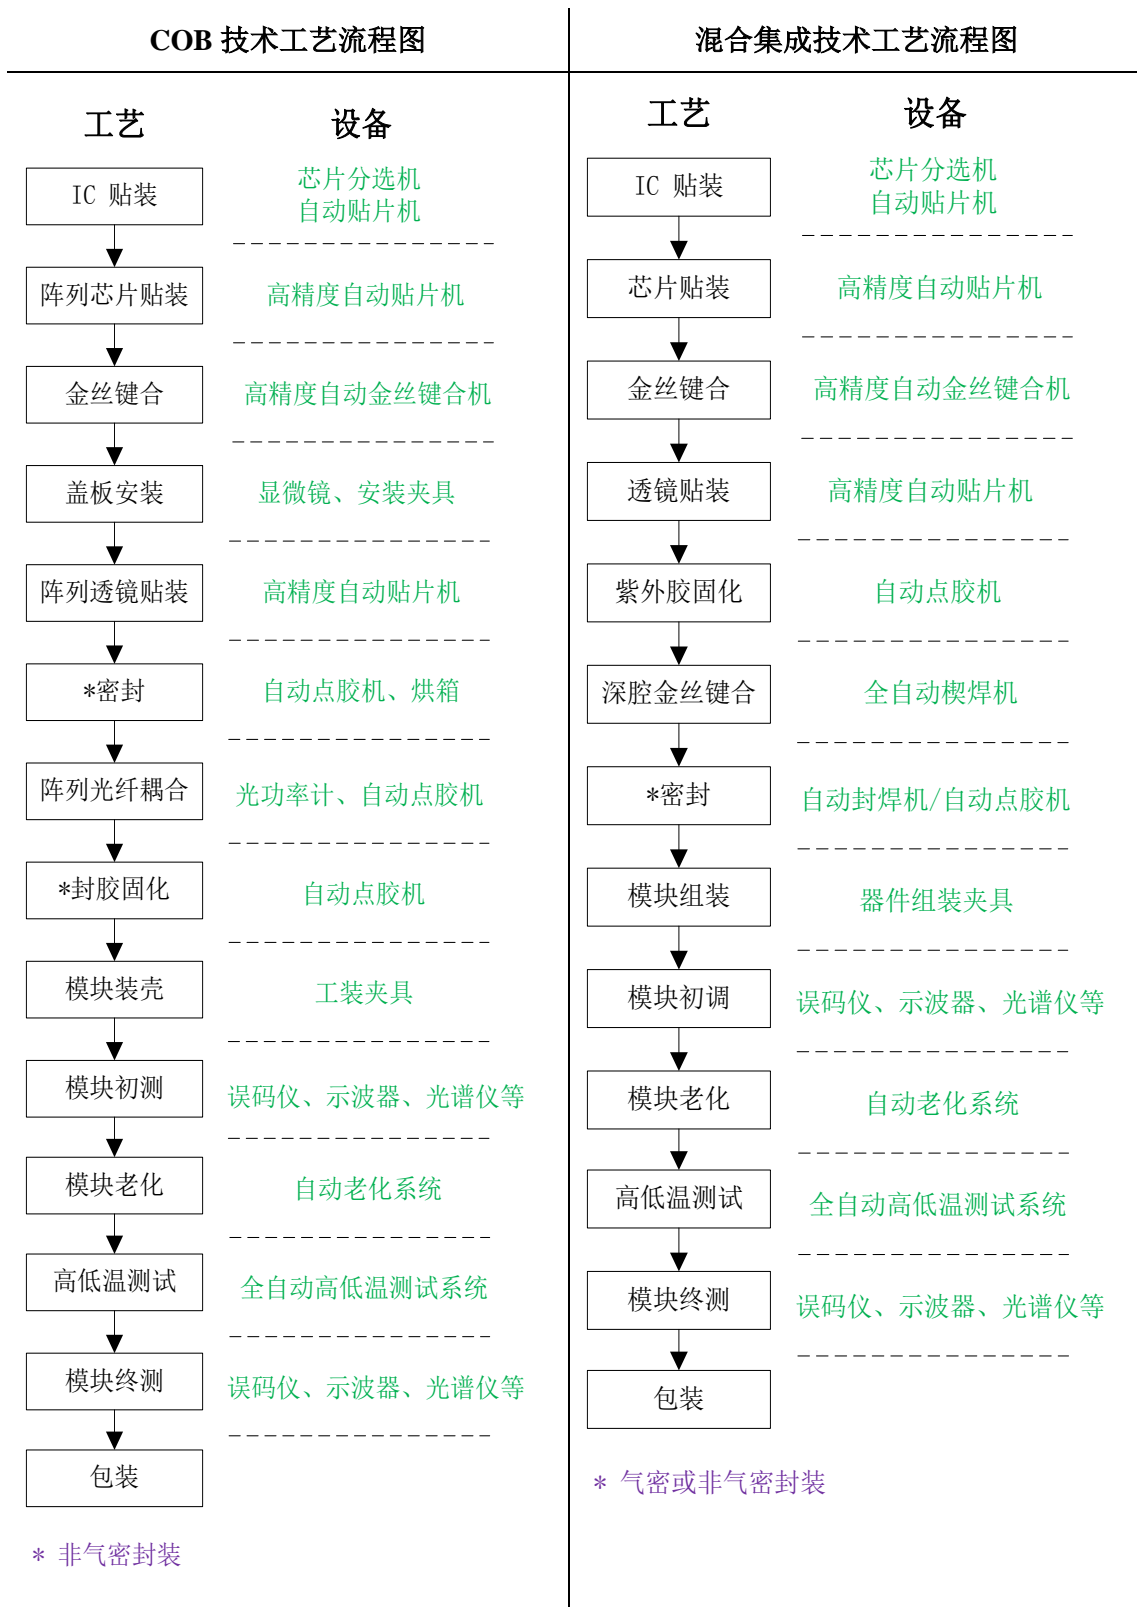 COB 技术工艺流程图
工艺
设备
IC 贴装
芯片分选机
自动贴片机
阵列芯片贴装
高精度自动贴片机
金丝键合
高精度自动金丝键合机
盖板安装
显微镜、安装夹具
阵列透镜贴装
高精度自动贴片机
*密封
自动点胶机、烘箱
阵列光纤耦合
光功率计、自动点胶机
*封胶固化
自动点胶机
模块装壳
工装夹具
模块初测
误码仪、示波器、光谱仪等
模块老化
自动老化系统
高低温测试
全自动高低温测试系统
模块终测
误码仪、示波器、光谱仪等
包装
* 非气密封装
混合集成技术工艺流程图
工艺
设备
IC 贴装
芯片分选机
自动贴片机
芯片贴装
高精度自动贴片机
金丝键合
高精度自动金丝键合机
透镜贴装
高精度自动贴片机
紫外胶固化
自动点胶机
深腔金丝键合
全自动楔焊机
*密封
自动封焊机/自动点胶机
模块组装
器件组装夹具
模块初调
误码仪、示波器、光谱仪等
模块老化
自动老化系统
高低温测试
全自动高低温测试系统
模块终测
误码仪、示波器、光谱仪等
包装
* 气密或非气密封装